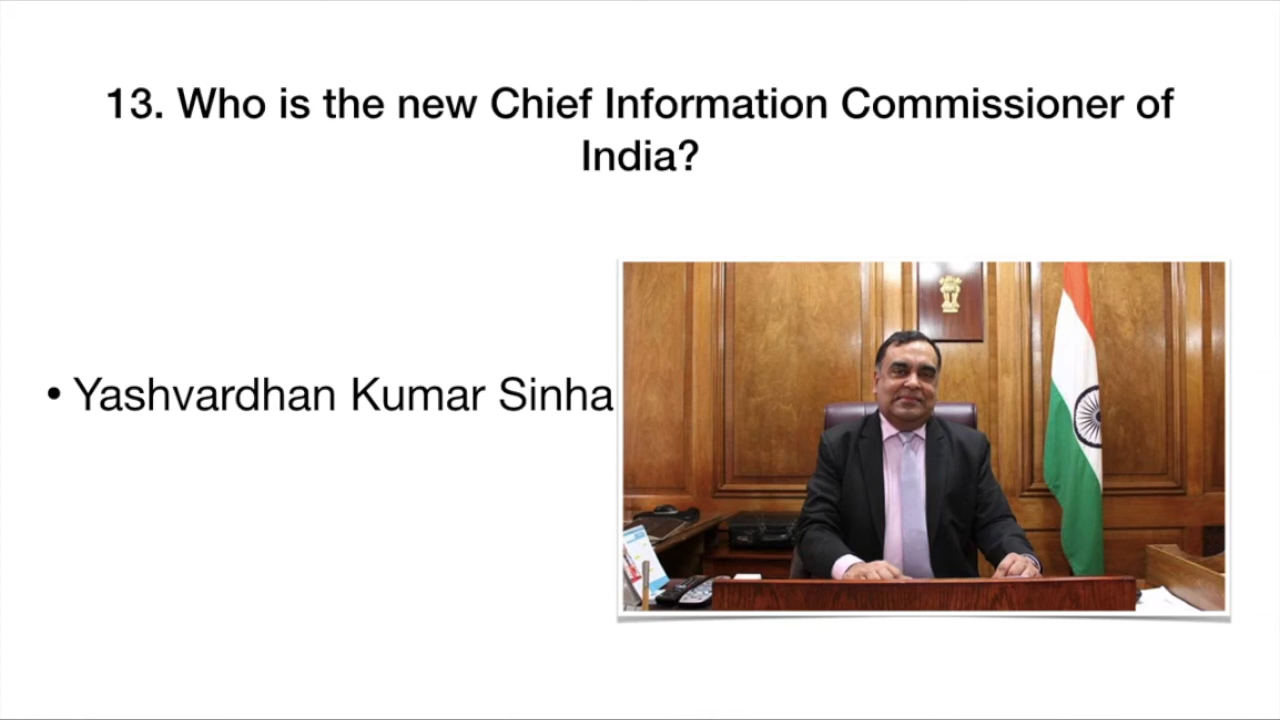 13. Who is the new Chief Information Commissioner of
India?
• Yashvardhan Kumar Sinha